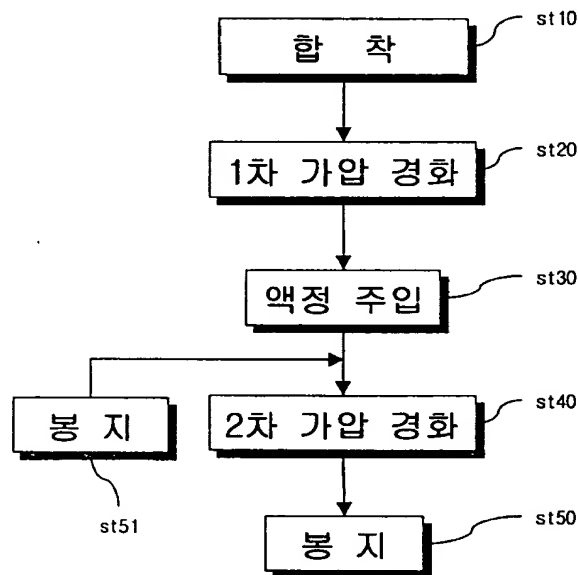 합 착
st10
1차 가압 경화
st20
액정 주입
st30
봉 지
st51
2차 가압 경화
st40
봉 지
st50